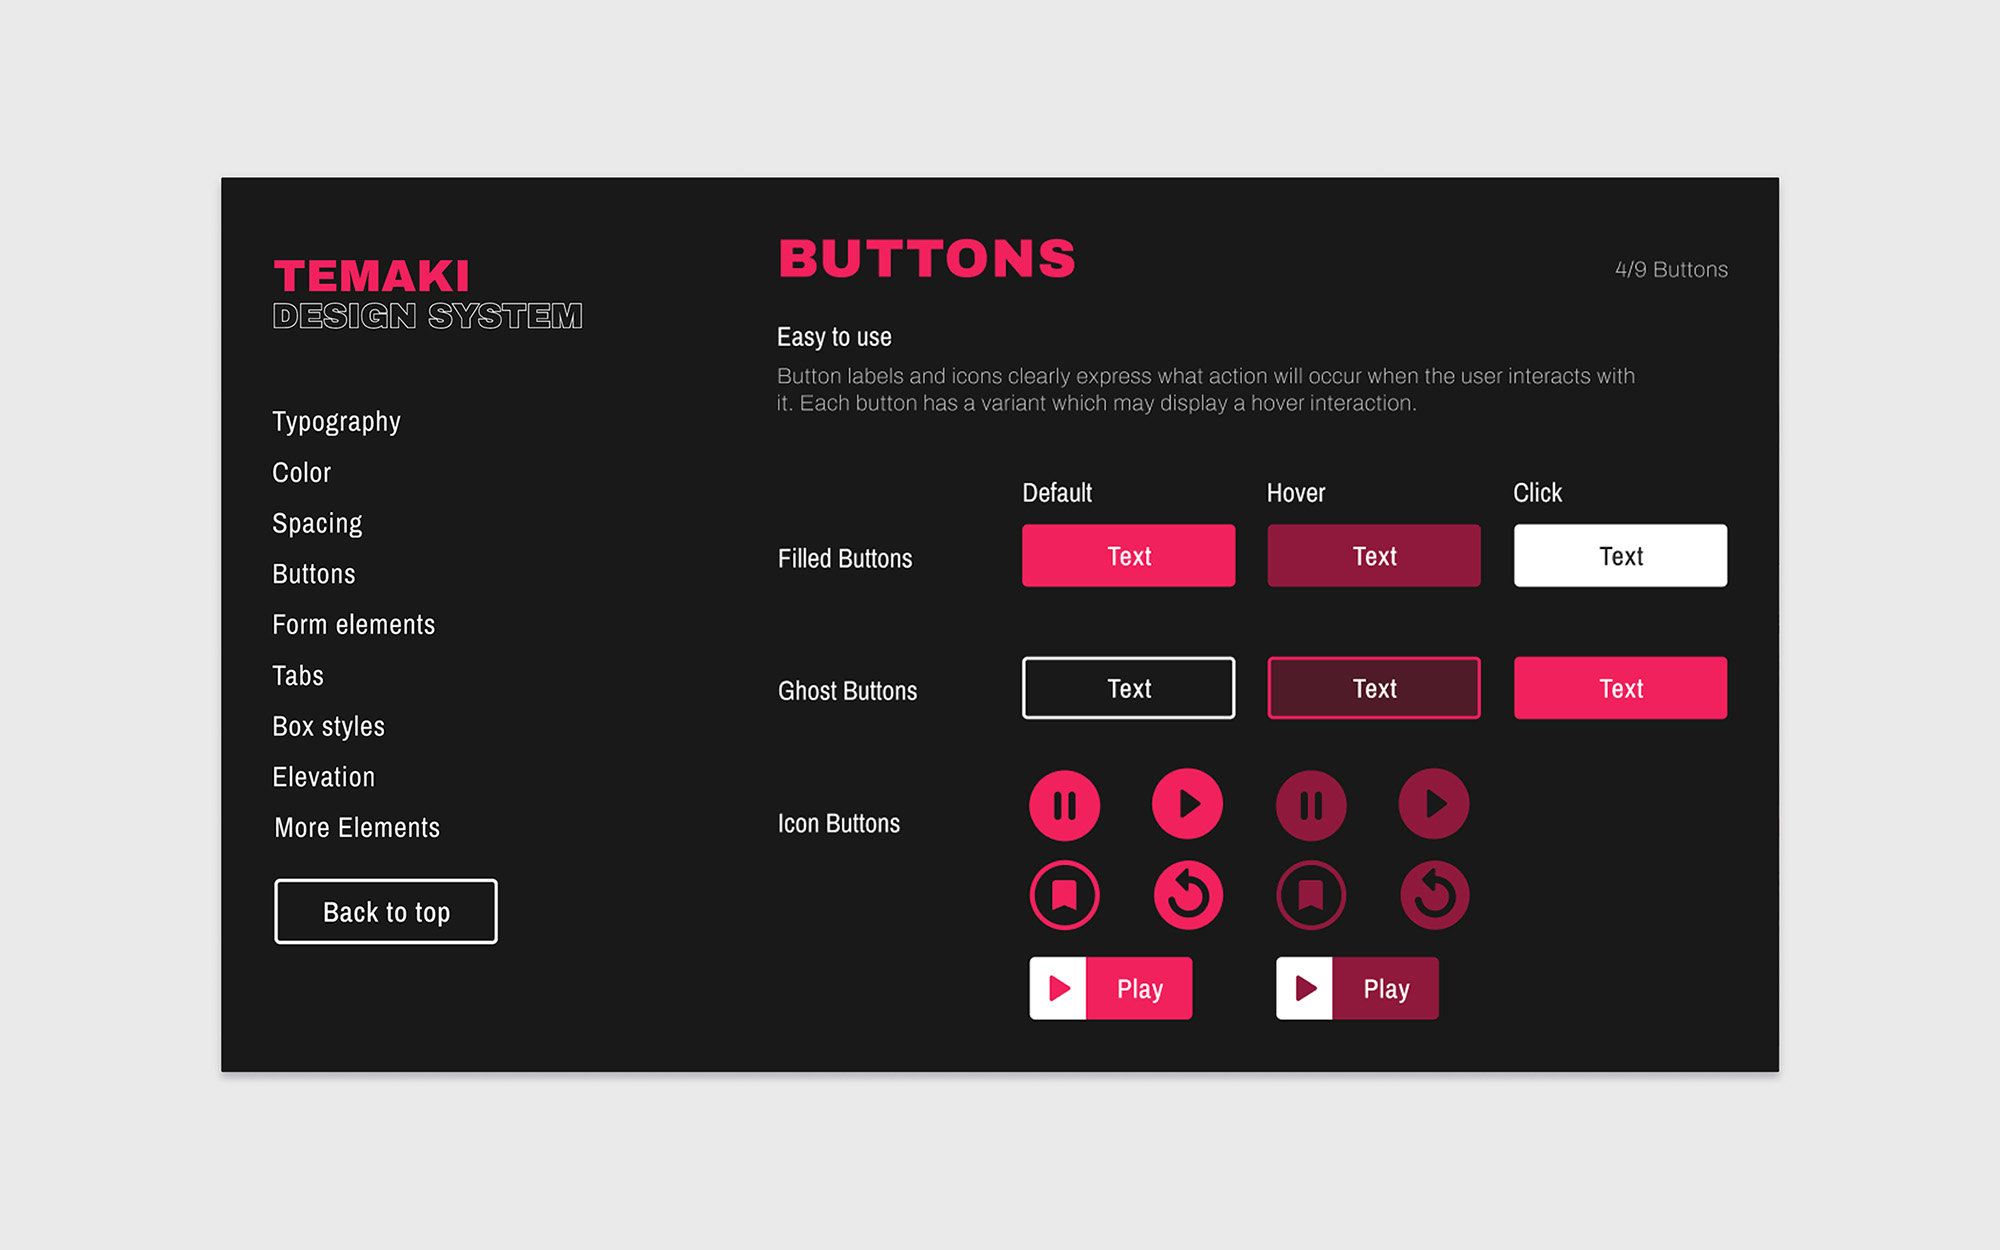 TEMAKI
DESIGN SYSTEM
Typography
Color
Spacing
Buttons
Form elements
Tabs
Box styles
Elevation
More Elements
Back to top
BUTTONS
4/9 Buttons
Easy to use
Button labels and icons clearly express what action will occur when the user interacts with
it. Each button has a variant which may display a hover interaction.
Default Hover Click
Filled Buttons Text Text Text
Ghost Buttons Text Text Text
Icon Buttons
Play Play